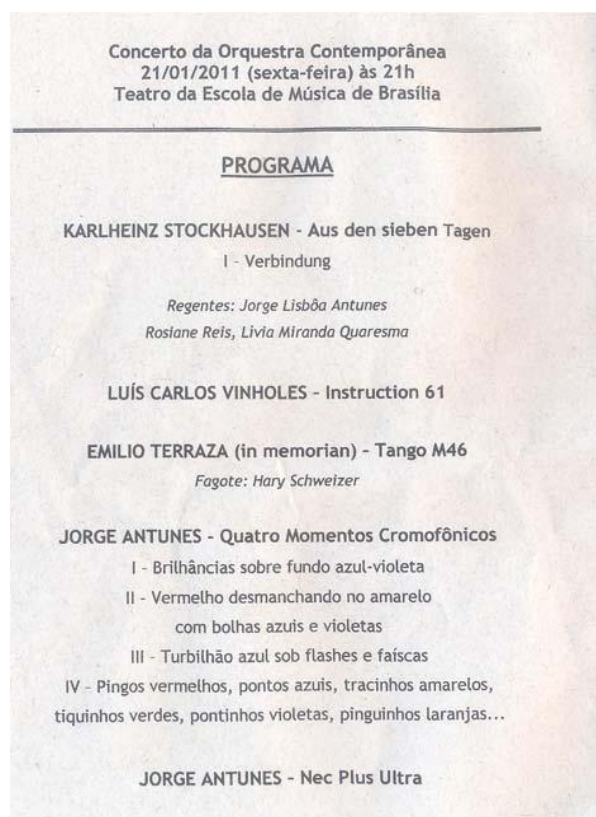 Concerto da Orquestra Contemporânea
21/01/2011 (sexta-feira) às 21h
Teatro da Escola de Música de Brasília
PROGRAMA
KARLHEINZ STOCKHAUSEN - Aus den sieben Tagen
I - Verbindung
Regentes: Jorge Lisbôa Antunes
Rosiane Reis, Livia Miranda Quaresma
LUÍS CARLOS VINHOLES - Instruction 61
EMILIO TERRAZA (in memorian) - Tango M46
Fagote: Hary Schweizer
JORGE ANTUNES - Quatro Momentos Cromofônicos
I - Brilhâncias sobre fundo azul-violeta
II - Vermelho desmanchando no amarelo
com bolhas azuis e violetas
III - Turbilhão azul sob flashes e faíscas
IV - Pingos vermelhos, pontos azuis, tracinhos amarelos,
tiquinhos verdes, pontinhos violetas, pinguinhos laranjas...
JORGE ANTUNES - Nec Plus Ultra